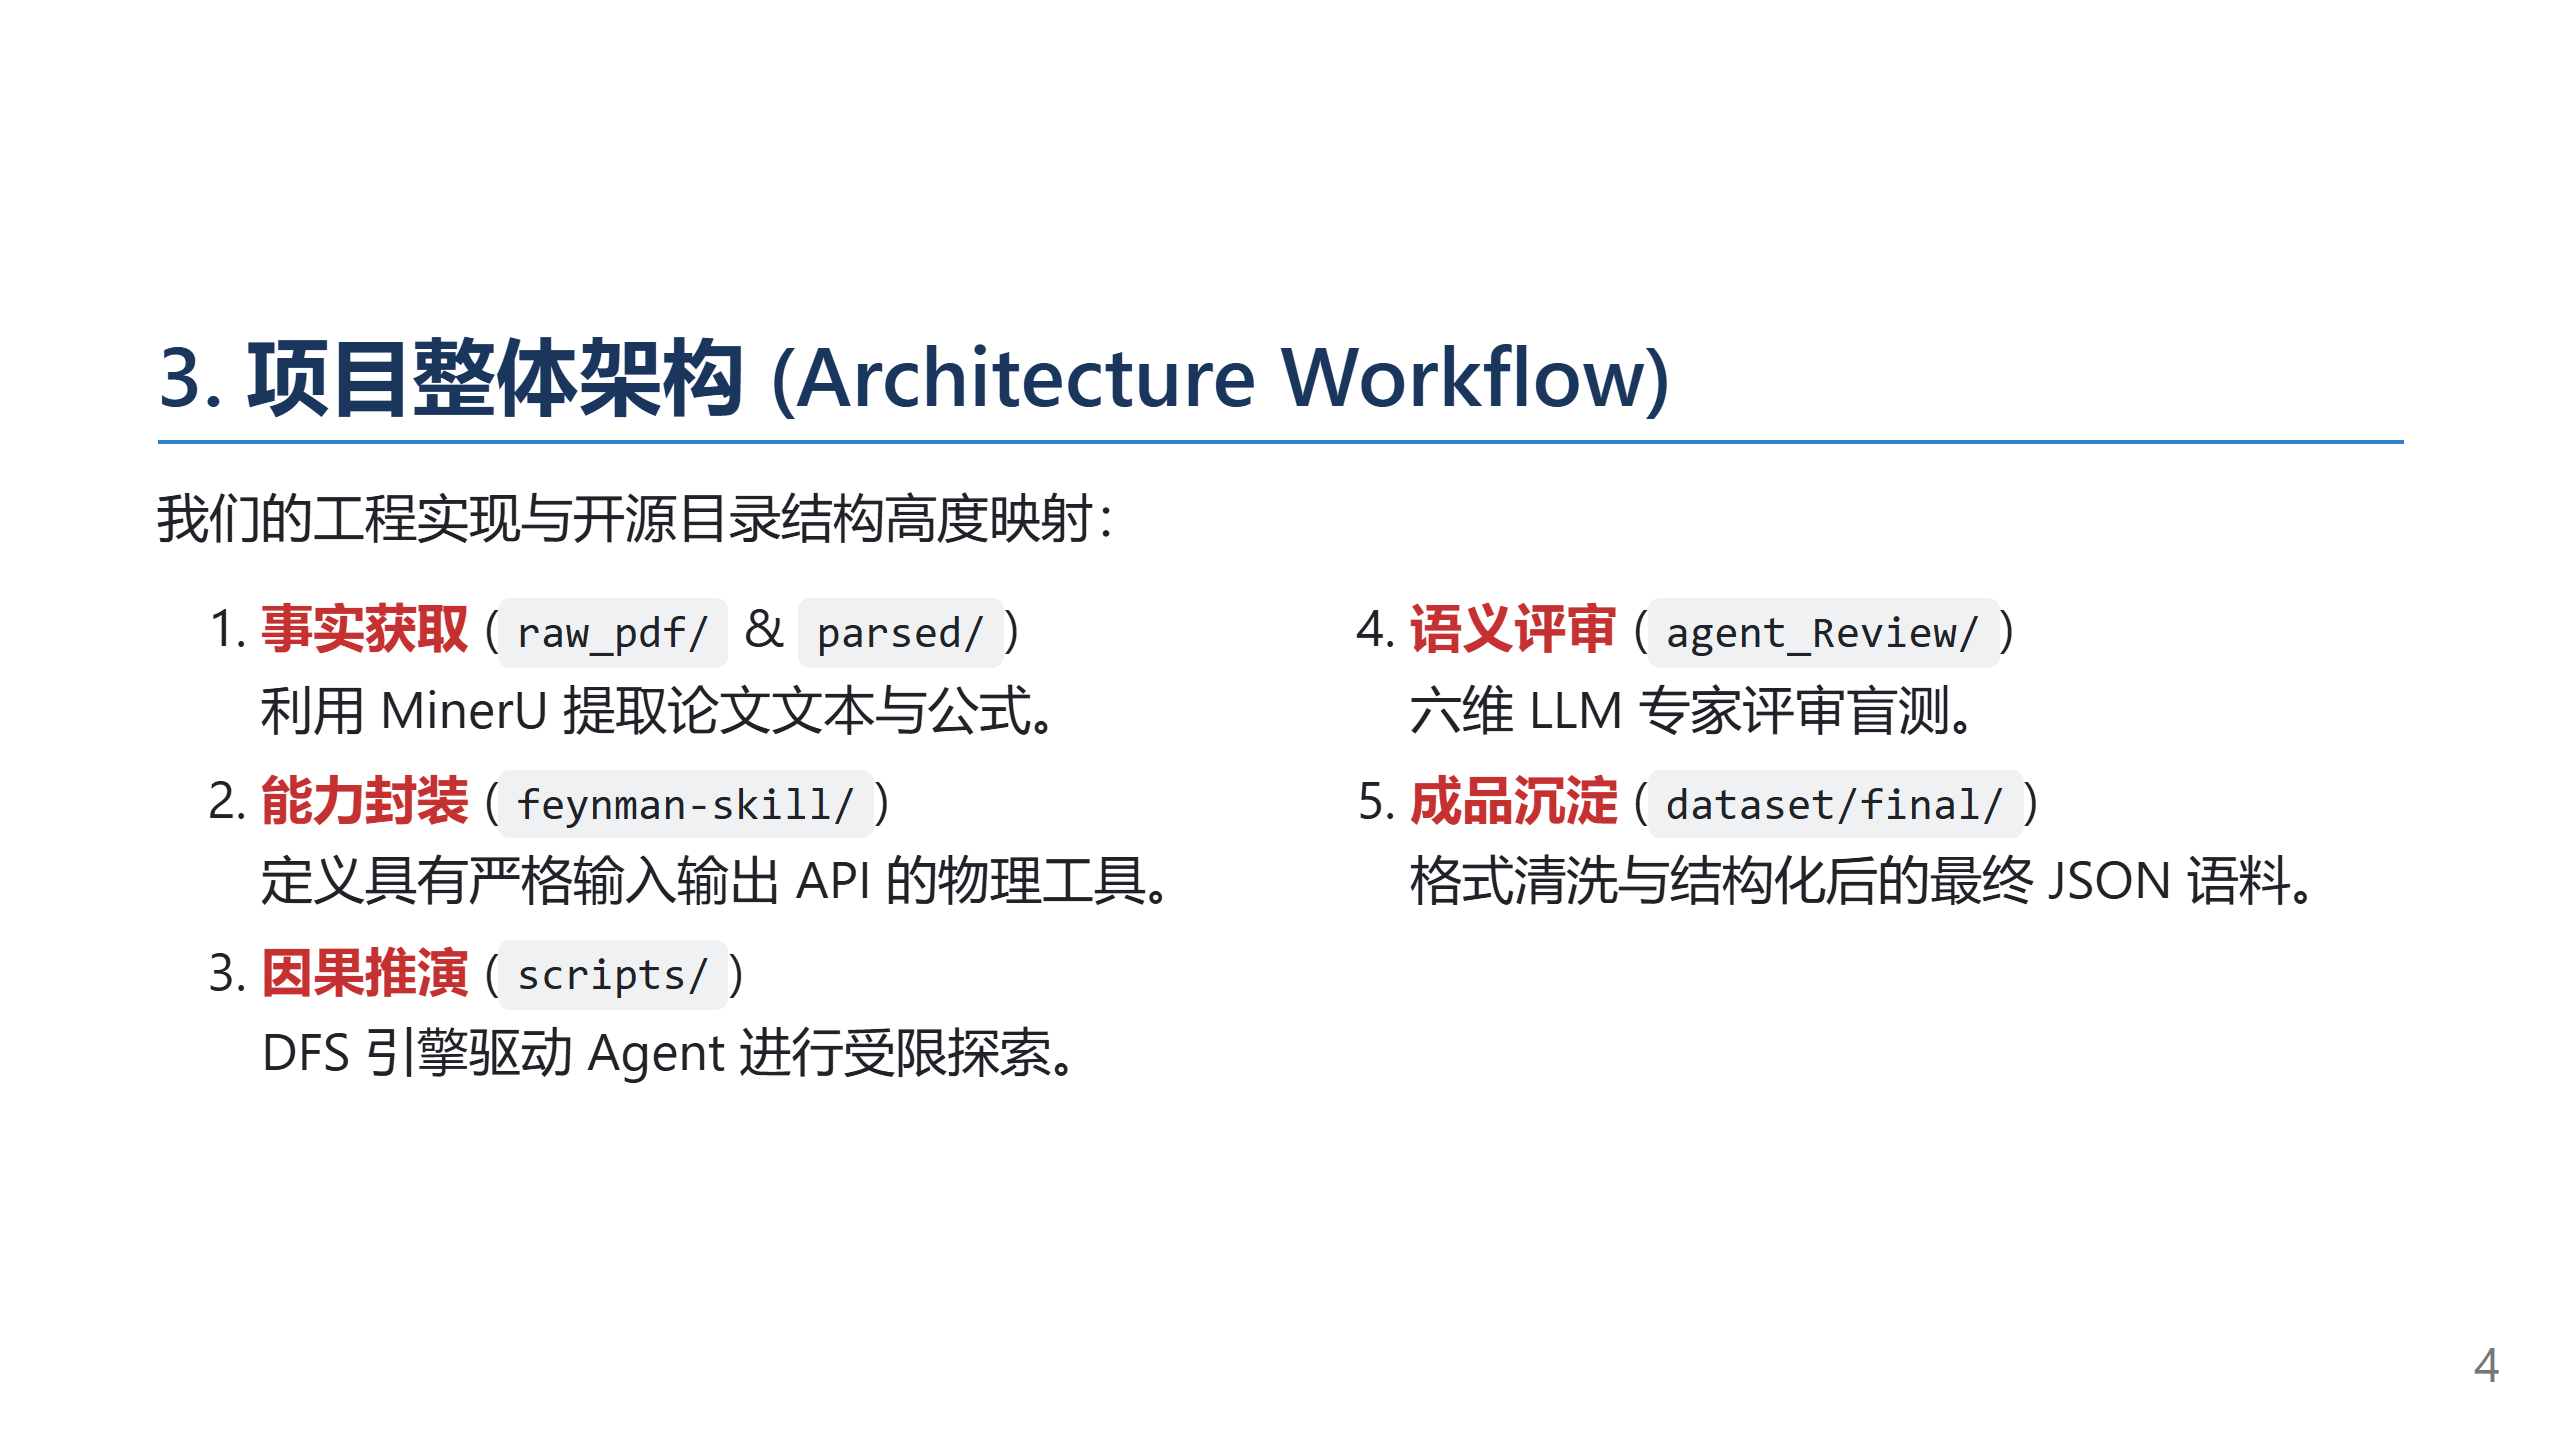 3. 项目整体架构 (Architecture Workflow)
我们的工程实现与开源目录结构高度映射：
1. 事实获取 (raw_pdf/ & parsed/)
利用 MinerU 提取论文文本与公式。
2. 能力封装 (feynman-skill/)
定义具有严格输入输出 API 的物理工具。
3. 因果推演 (scripts/)
DFS 引擎驱动 Agent 进行受限探索。
4. 语义评审 (agent_Review/)
六维 LLM 专家评审盲测。
5. 成品沉淀 (dataset/final/)
格式清洗与结构化后的最终 JSON 语料。
4